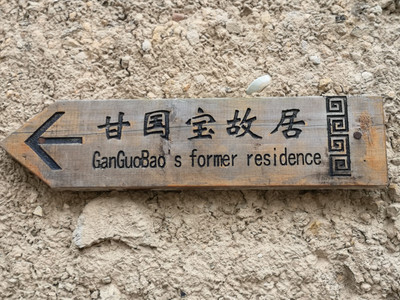 甘国宝故居
GanGuoBao's former residence